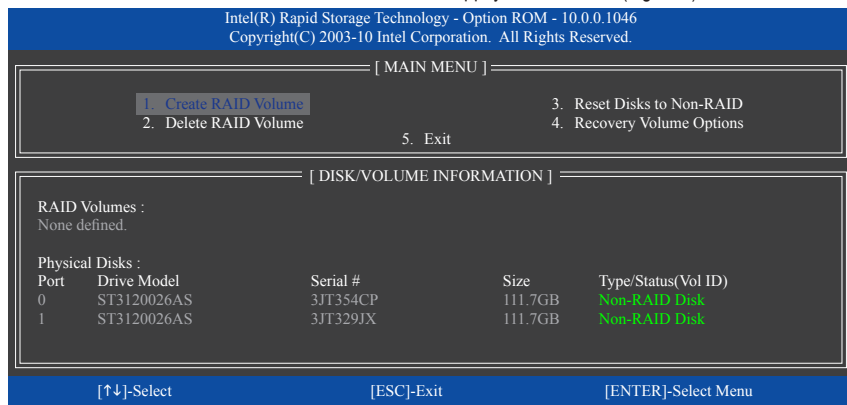 Intel(R) Rapid Storage Technology - Option ROM - 10.0.0.1046
Copyright(C) 2003-10 Intel Corporation. All Rights Reserved.
[ MAIN MENU ]
1. Create RAID Volume
3. Reset Disks to Non-RAID
2. Delete RAID Volume
4. Recovery Volume Options
5. Exit
[ DISK/VOLUME INFORMATION ]
RAID Volumes :
None defined.
Physical Disks :
Port Drive Model Serial # Size Type/Status(Vol ID)
0 ST3120026AS 3JT354CP 111.7GB Non-RAID Disk
1 ST3120026AS 3JT329JX 111.7GB Non-RAID Disk
[↑↓]-Select [ESC]-Exit [ENTER]-Select Menu